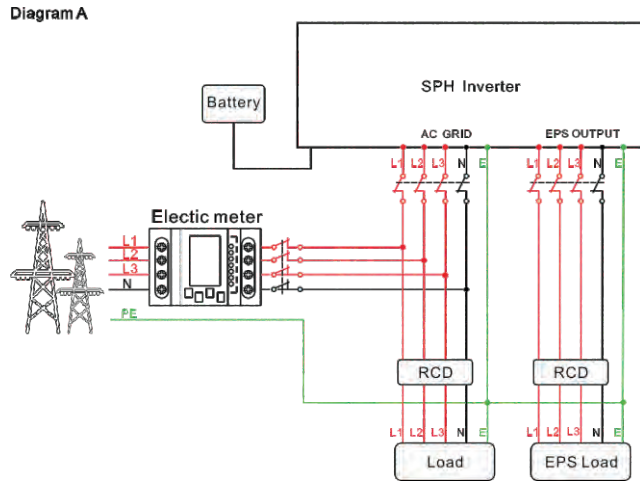 Diagram A
SPH Inverter
Battery
AC GRID
EPS OUTPUT
L1 L2 L3 N E
L1 L2 L3 N E
Electic meter
L1
L2
L3
N
PE
RCD
RCD
L1 L2 L3 N E
L1 L2 L3 N E
Load
EPS Load